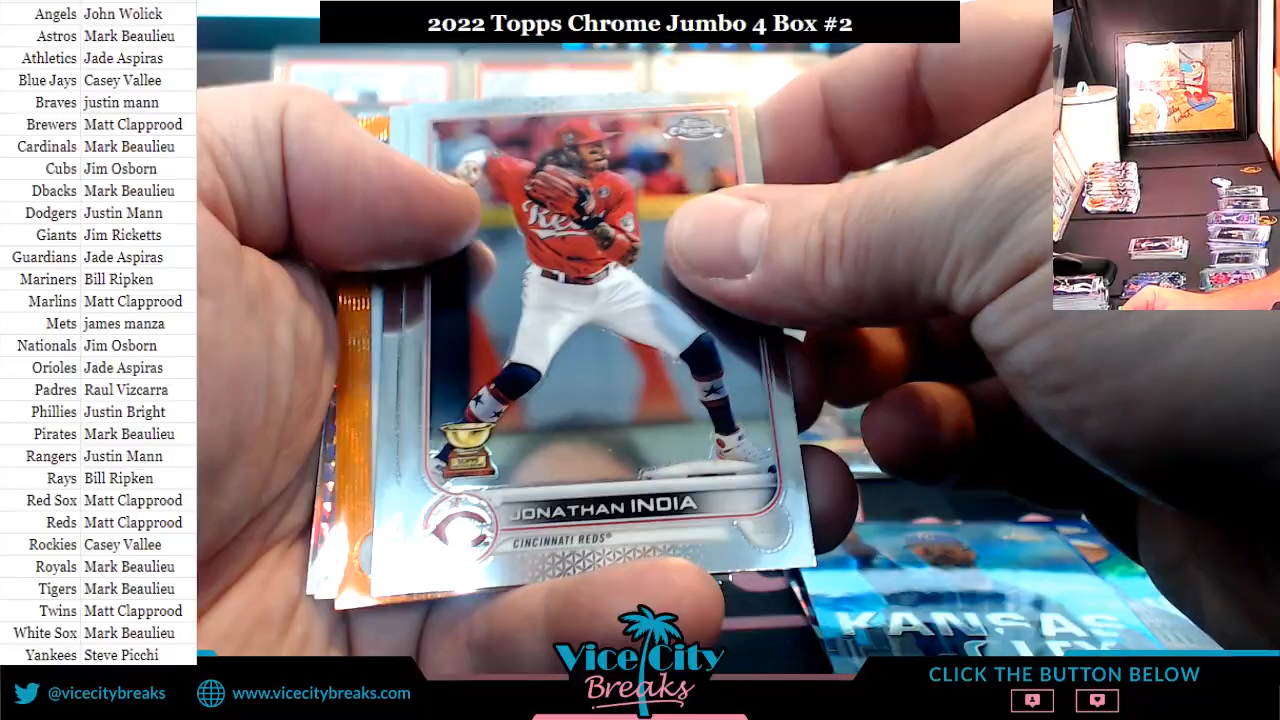 2022 Topps Chrome Jumbo 4 Box #2
Angels John Wolick
Astros Mark Beaulieu
Athletics Jade Aspiras
Blue Jays Casey Vallee
Braves justin mann
Brewers Matt Clapprood
Cardinals Mark Beaulieu
Cubs Jim Osborn
Dbacks Mark Beaulieu
Dodgers Justin Mann
Giants Jim Ricketts
Guardians Jade Aspiras
Mariners Bill Ripken
Marlins Matt Clapprood
Mets james manza
Nationals Jim Osborn
Orioles Jade Aspiras
Padres Raul Vizcarra
Phillies Justin Bright
Pirates Mark Beaulieu
Rangers Justin Mann
Rays Bill Ripken
Red Sox Matt Clapprood
Reds Matt Clapprood
Rockies Casey Vallee
Royals Mark Beaulieu
Tigers Mark Beaulieu
Twins Matt Clapprood
White Sox Mark Beaulieu
Yankees Steve Picchi
Chrome
Reds
JONATHAN INDIA
CINCINNATI REDS
KANSAS
CITY
@vicecitybreaks
www.vicecitybreaks.com
Vice City
Breaks
CLICK THE BUTTON BELOW